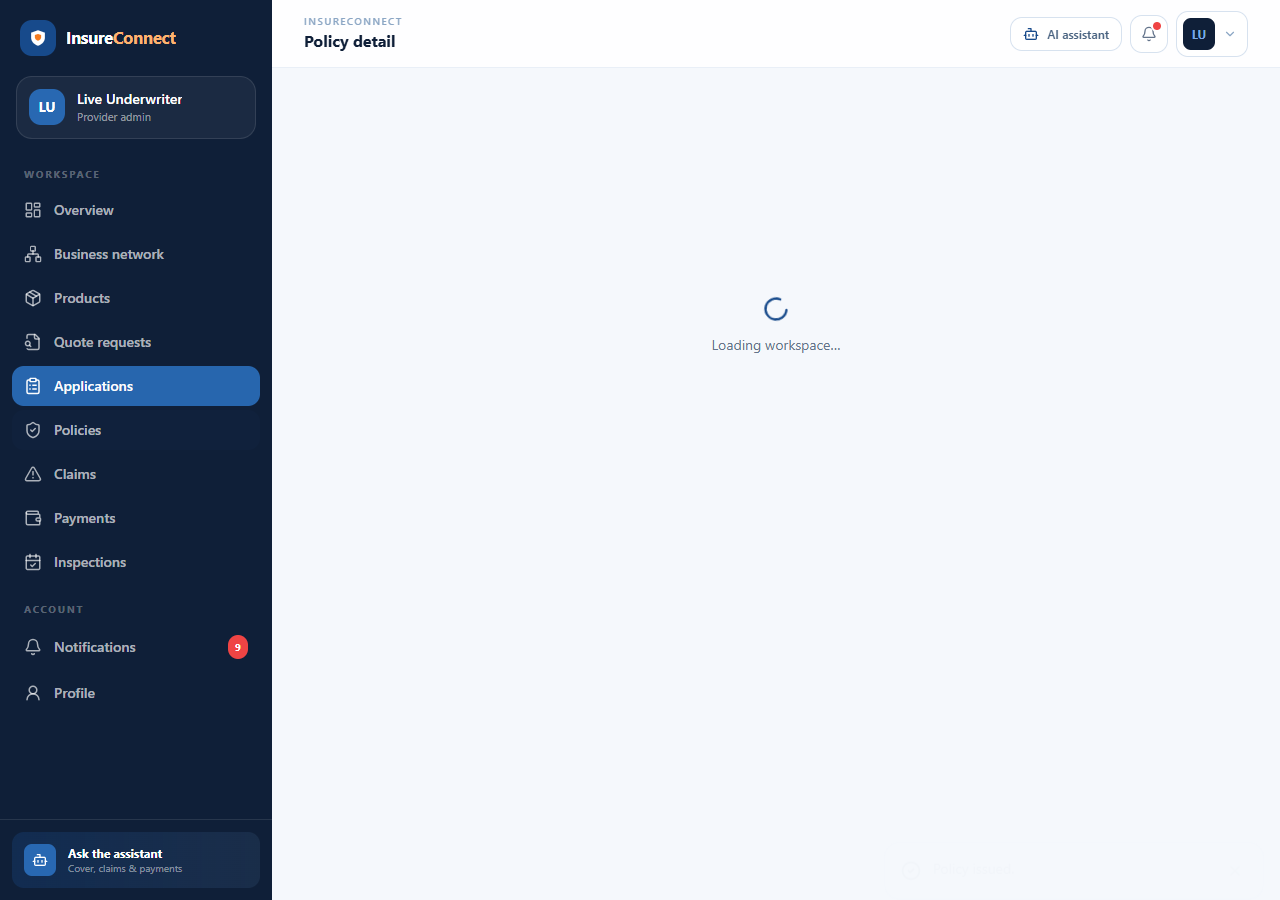 InsureConnect
LU
Live Underwriter
Provider admin
WORKSPACE
Overview
Business network
Products
Quote requests
Applications
Policies
Claims
Payments
Inspections
ACCOUNT
Notifications
9
Profile
Ask the assistant
Cover, claims & payments
INSURECONNECT
Policy detail
AI assistant
LU
Loading workspace...